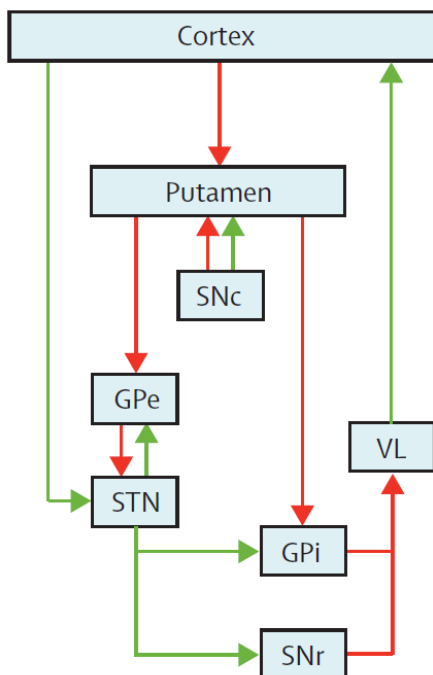 Cortex
Putamen
SNc
GPe
VL
STN
GPi
SNr